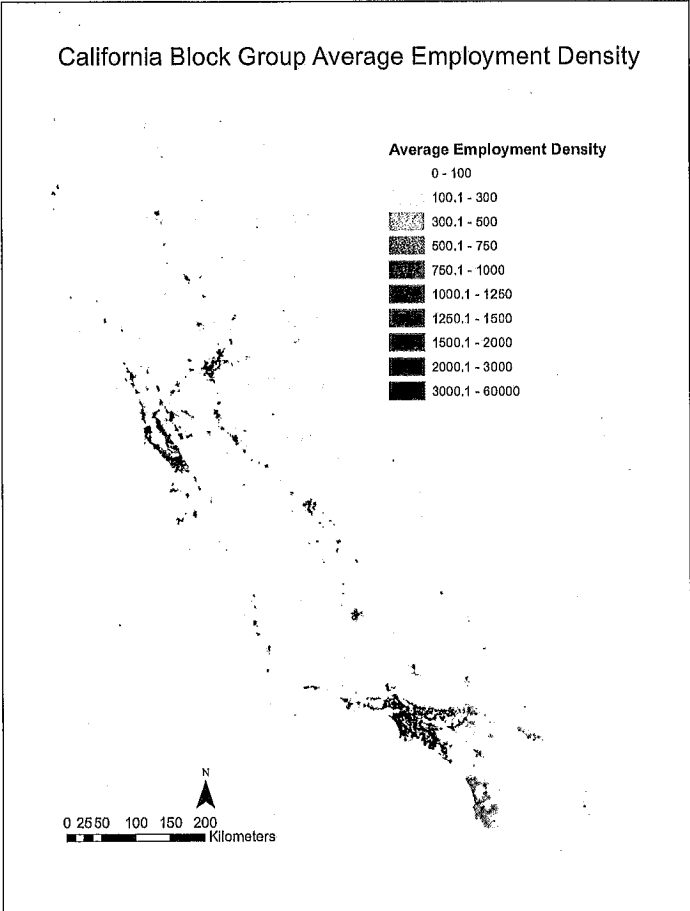 California Block Group Average Employment Density
Average Employment Density
0 - 100
100.1 - 300
300.1 - 500
500.1 - 750
750.1 - 1000
1000.1 - 1250
1250.1 - 1500
1500.1 - 2000
2000.1 - 3000
3000.1 - 60000
N
0 25 50 100 150 200
Kilometers